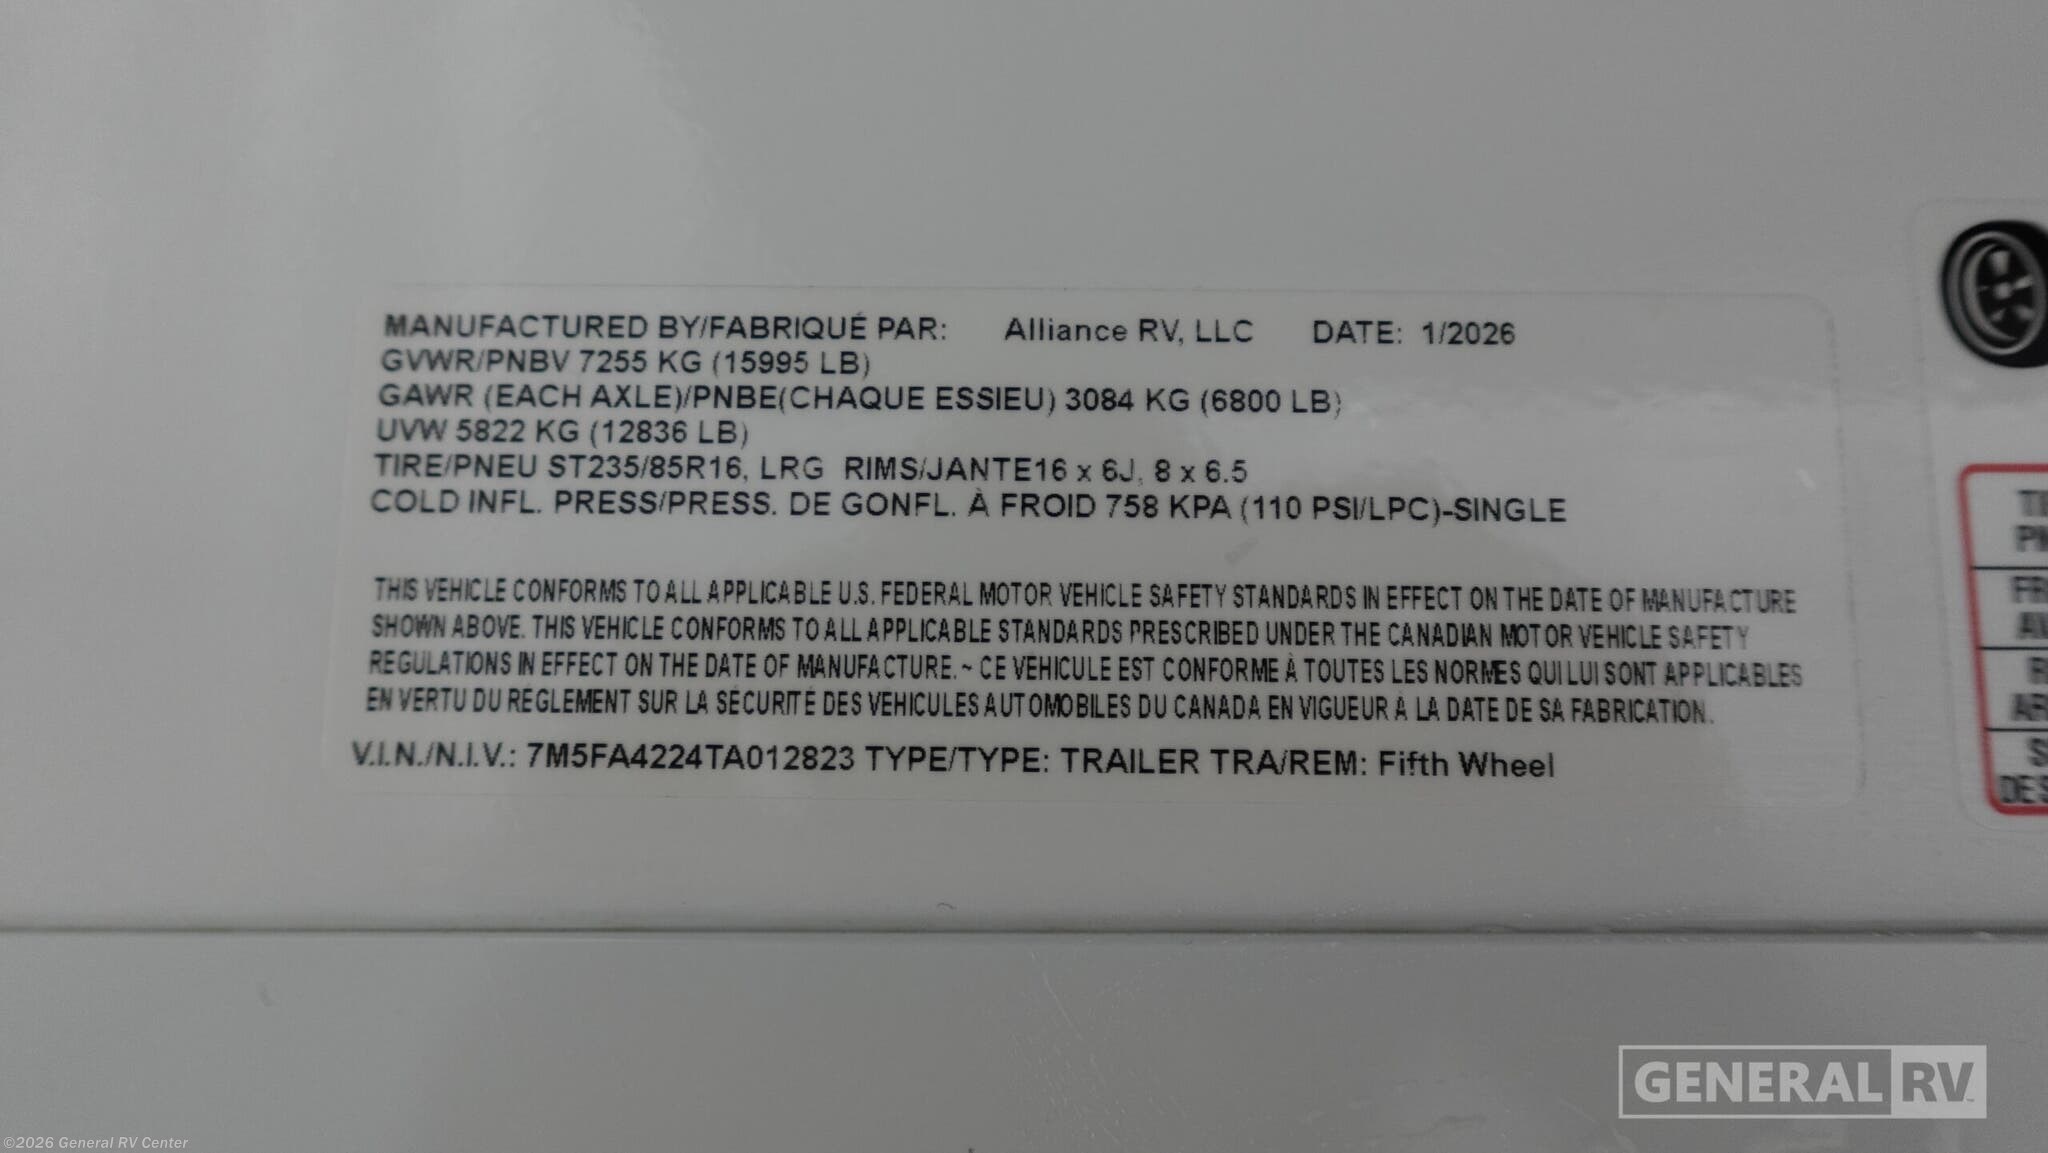 MANUFACTURED BY/FABRIQUÉ PAR: Alliance RV, LLC DATE: 1/2026
GVWR/PNBV 7255 KG (15995 LB)
GAWR (EACH AXLE)/PNBE(CHAQUE ESSIEU) 3084 KG (6800 LB)
UVW 5822 KG (12836 LB)
TIRE/PNEU ST235/85R16, LRG RIMS/JANTE16 x 6J, 8 x 6.5
COLD INFL. PRESS/PRESS. DE GONFL. À FROID 758 KPA (110 PSI/LPC)-SINGLE
THIS VEHICLE CONFORMS TO ALL APPLICABLE U.S. FEDERAL MOTOR VEHICLE SAFETY STANDARDS IN EFFECT ON THE DATE OF MANUFACTURE
SHOWN ABOVE. THIS VEHICLE CONFORMS TO ALL APPLICABLE STANDARDS PRESCRIBED UNDER THE CANADIAN MOTOR VEHICLE SAFETY
REGULATIONS IN EFFECT ON THE DATE OF MANUFACTURE. ~ CE VÉHICULE EST CONFORME À TOUTES LES NORMES QUI LUI SONT APPLICABLES
EN VERTU DU RÉGLEMENT SUR LA SÉCURITÉ DES VÉHICULES AUTOMOBILES DU CANADA EN VIGUEUR À LA DATE DE SA FABRICATION.
V.I.N./N.I.V.: 7M5FA4224TA012823 TYPE/TYPE: TRAILER TRA/REM: Fifth Wheel
GENERAL RV
©2026 General RV Center